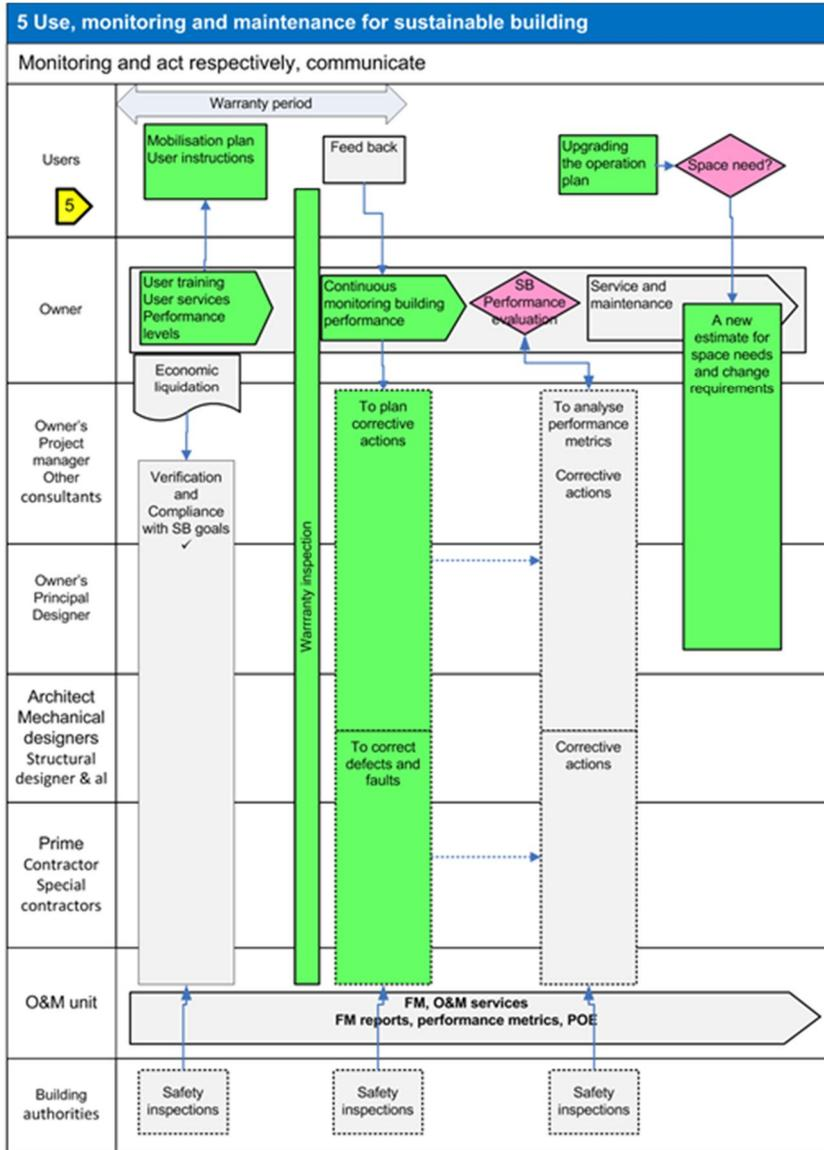 5 Use, monitoring and maintenance for sustainable building
Monitoring and act respectively, communicate
Warranty period
Users
5
Mobilisation plan
User instructions
Feed back
Upgrading
the operation
plan
Space need?
Owner
User training
User services
Performance
levels
Continuous
monitoring building
performance
SB
Performance
evaluation
Service and
maintenance
A new
estimate for
space needs
and change
requirements
Economic
liquidation
Owner's
Project
manager
Other
consultants
Verification
and
Compliance
with SB goals
✓
Warrranty inspection
To plan
corrective
actions
To analyse
performance
metrics
Corrective
actions
Owner's
Principal
Designer
Architect
Mechanical
designers
Structural
designer & al
To correct
defects and
faults
Corrective
actions
Prime
Contractor
Special
contractors
O&M unit
FM, O&M services
FM reports, performance metrics, POE
Building
authorities
Safety
inspections
Safety
inspections
Safety
inspections